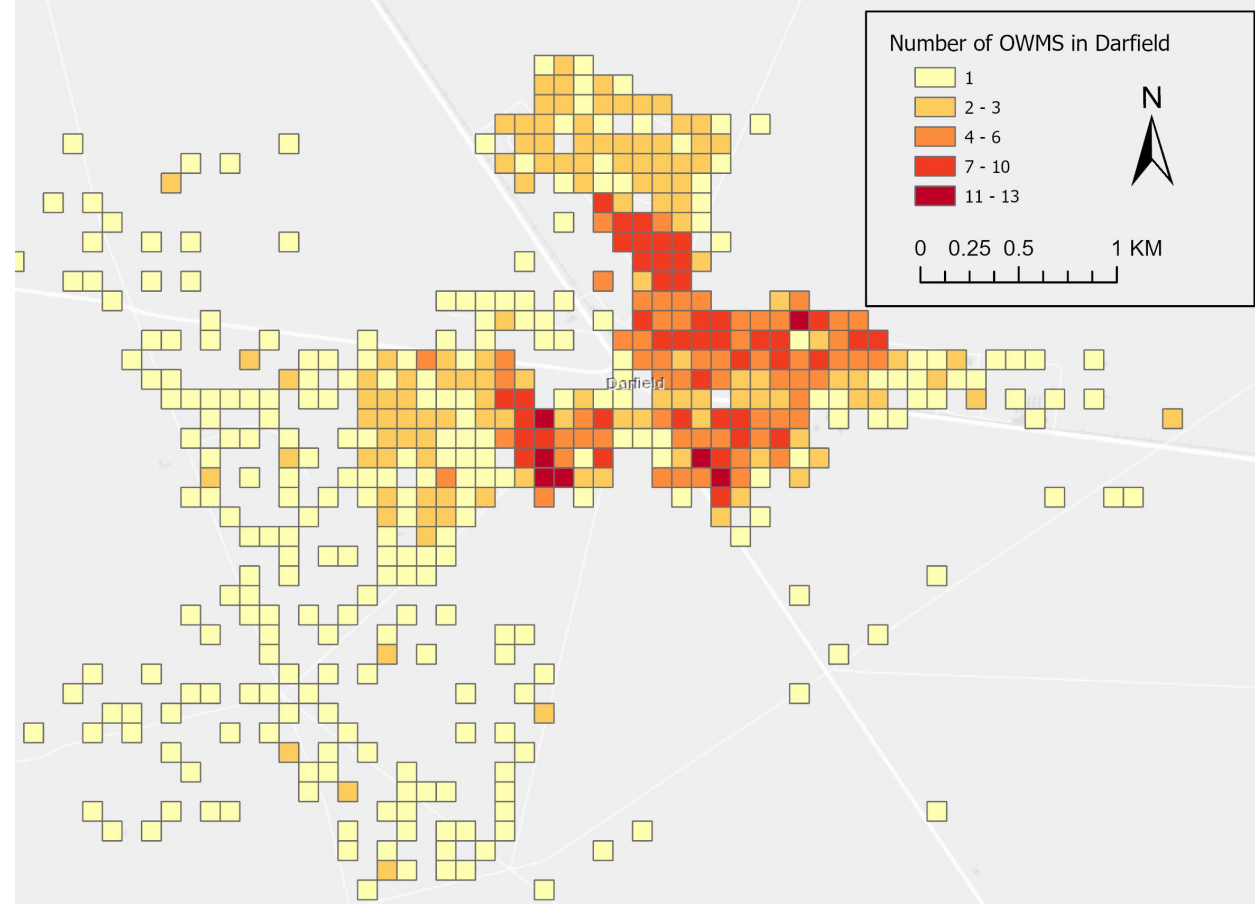 Number of OWMS in Darfield
1
2 - 3
4 - 6
7 - 10
11 - 13
N
0 0.25 0.5 1 KM
Darfield